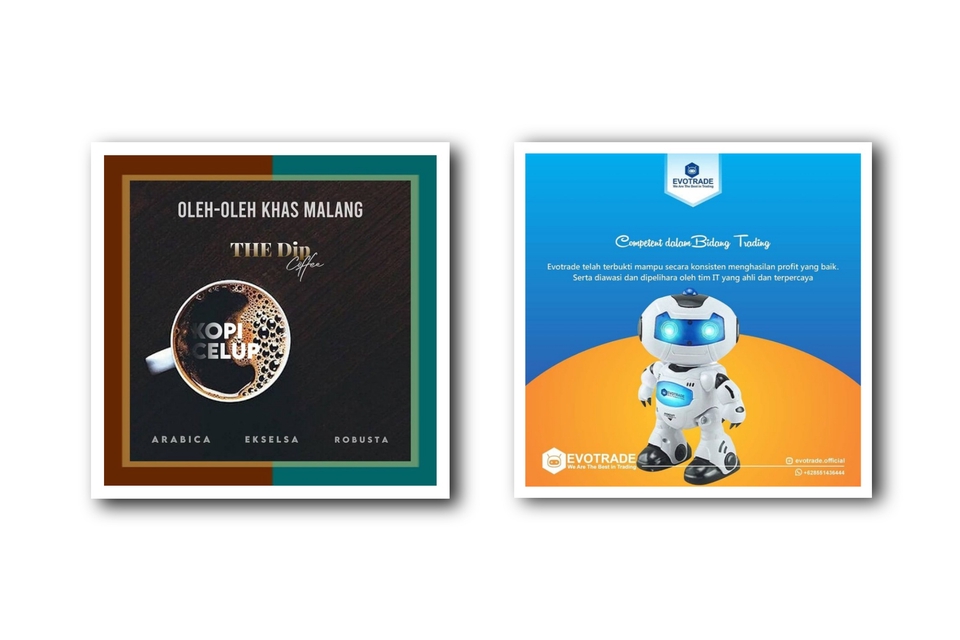 OLEH-OLEH KHAS MALANG
THE Dip
Coffee
KOPI
CELUP
ARABICA EKSELSA ROBUSTA
EVOTRADE
We Are The Best in Trading
Competent dalam Bidang Trading
Evotrade telah terbukti mampu secara konsisten menghasilan profit yang baik.
Serta diawasi dan dipelihara oleh tim IT yang ahli dan terpercaya
EVOTRADE
EVOTRADE
We Are The Best in Trading
evotrade.official